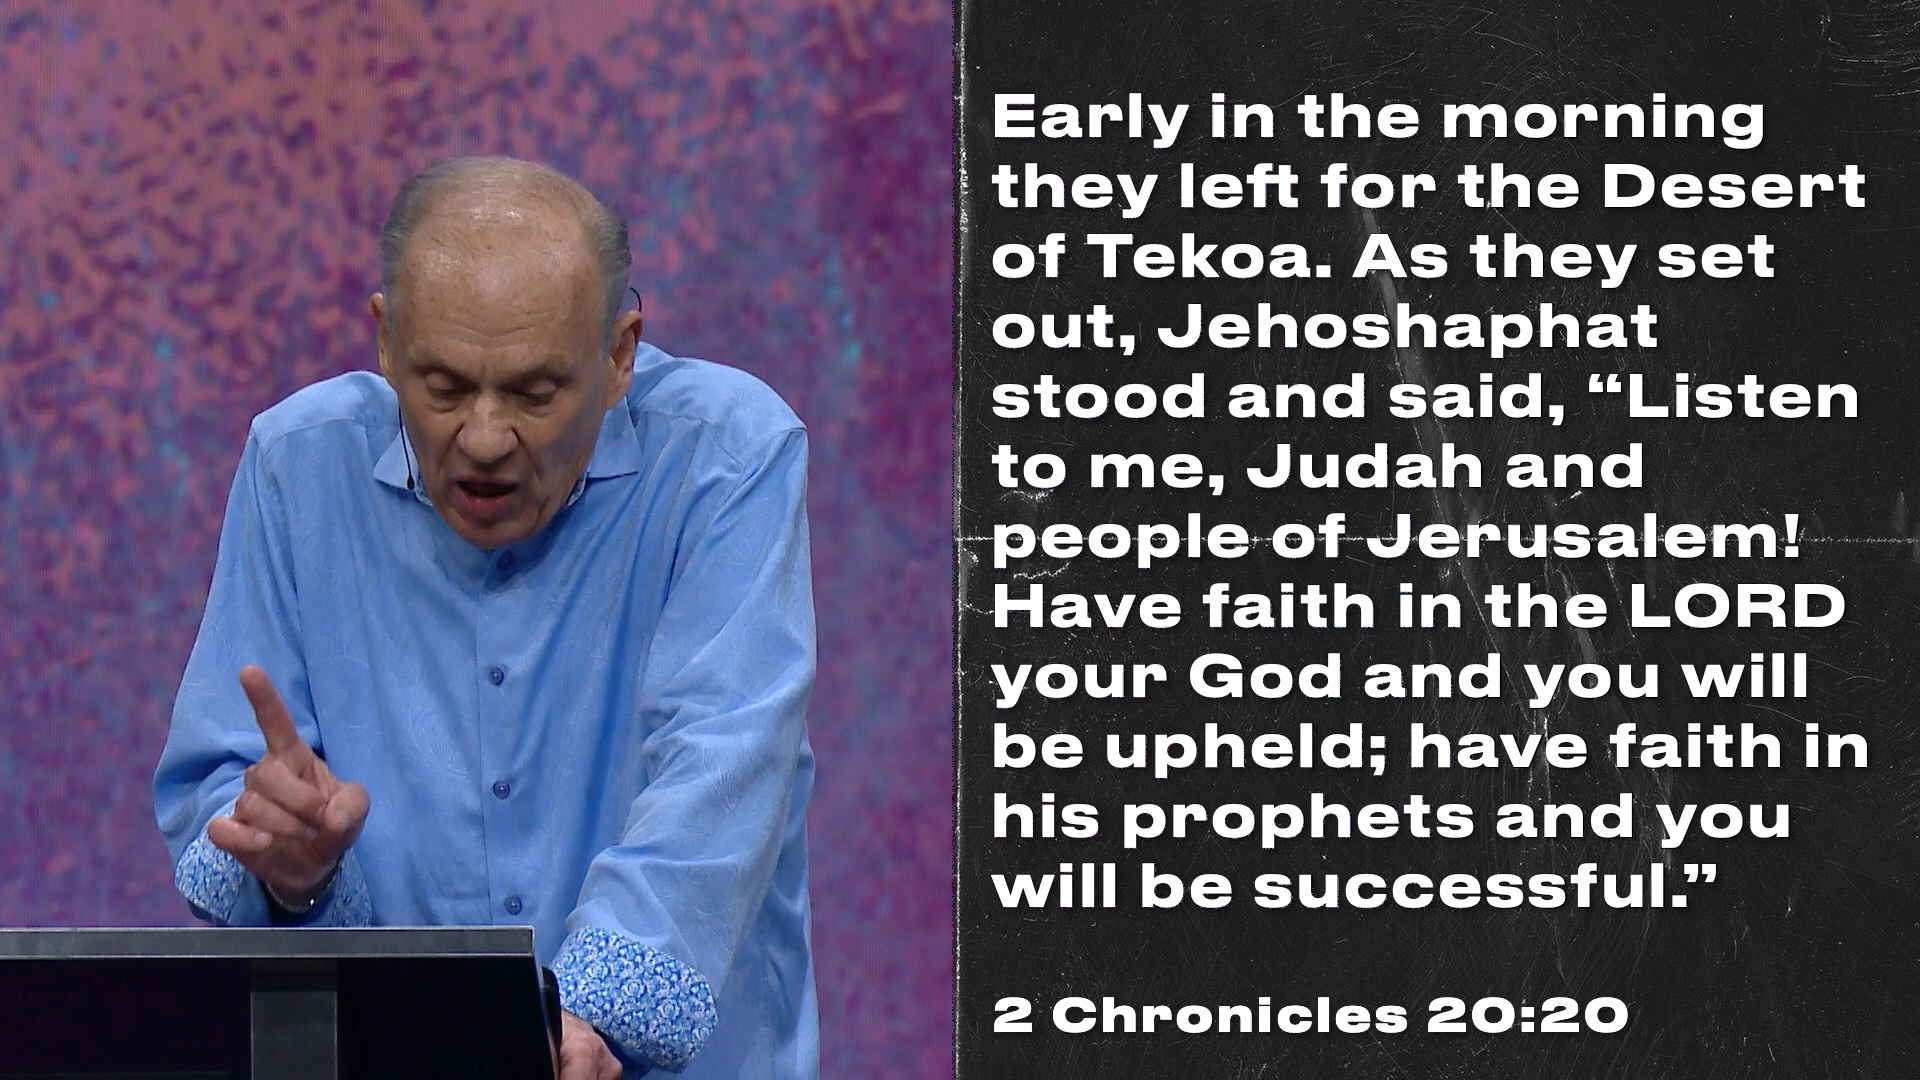 Early in the morning
they left for the Desert
of Tekoa. As they set
out, Jehoshaphat
stood and said, “Listen
to me, Judah and
people of Jerusalem!
Have faith in the LORD
your God and you will
be upheld; have faith in
his prophets and you
will be successful.”
2 Chronicles 20:20